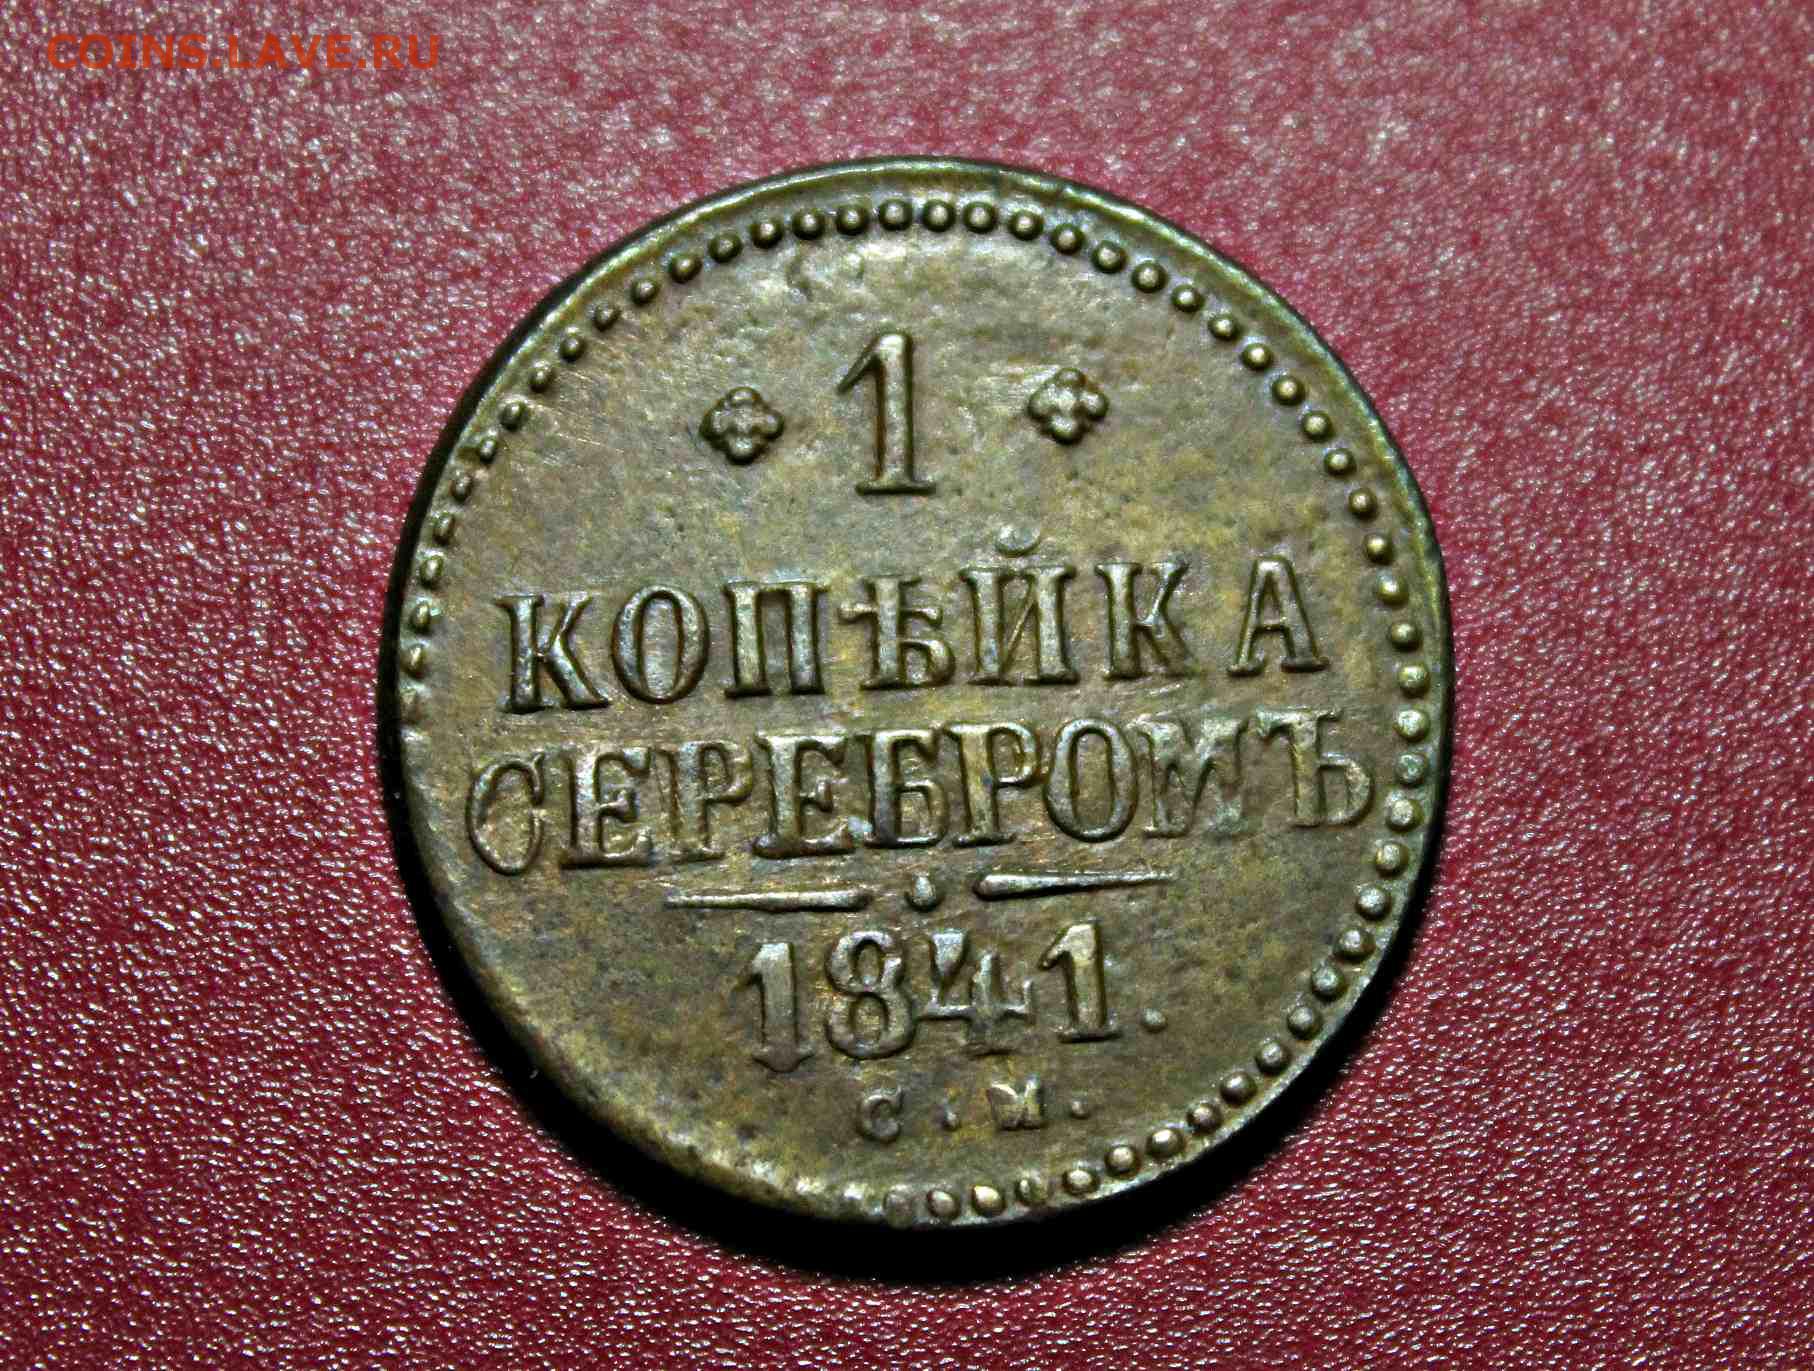 COINS.LAVE.RU
1
КОПѢЙКА
СЕРЕБРОМЪ
1841.
С. М.